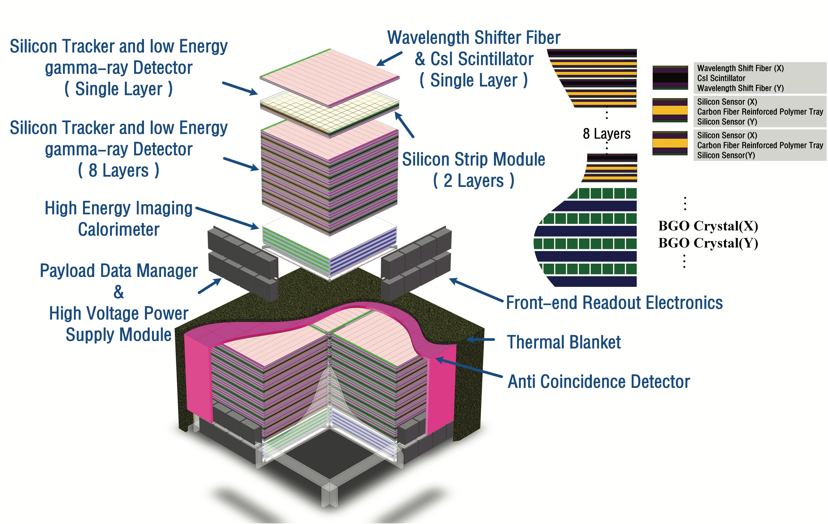 Silicon Tracker and low Energy
gamma-ray Detector
( Single Layer )
Wavelength Shifter Fiber
& CsI Scintillator
( Single Layer )
Silicon Tracker and low Energy
gamma-ray Detector
( 8 Layers )
Silicon Strip Module
( 2 Layers )
High Energy Imaging
Calorimeter
Payload Data Manager
&
High Voltage Power
Supply Module
Front-end Readout Electronics
Thermal Blanket
Anti Coincidence Detector
8 Layers
Wavelength Shift Fiber (X)
CsI Scintillator
Wavelength Shift Fiber (Y)
Silicon Sensor (X)
Carbon Fiber Reinforced Polymer Tray
Silicon Sensor (Y)
Silicon Sensor (X)
Carbon Fiber Reinforced Polymer Tray
Silicon Sensor(Y)
BGO Crystal(X)
BGO Crystal(Y)